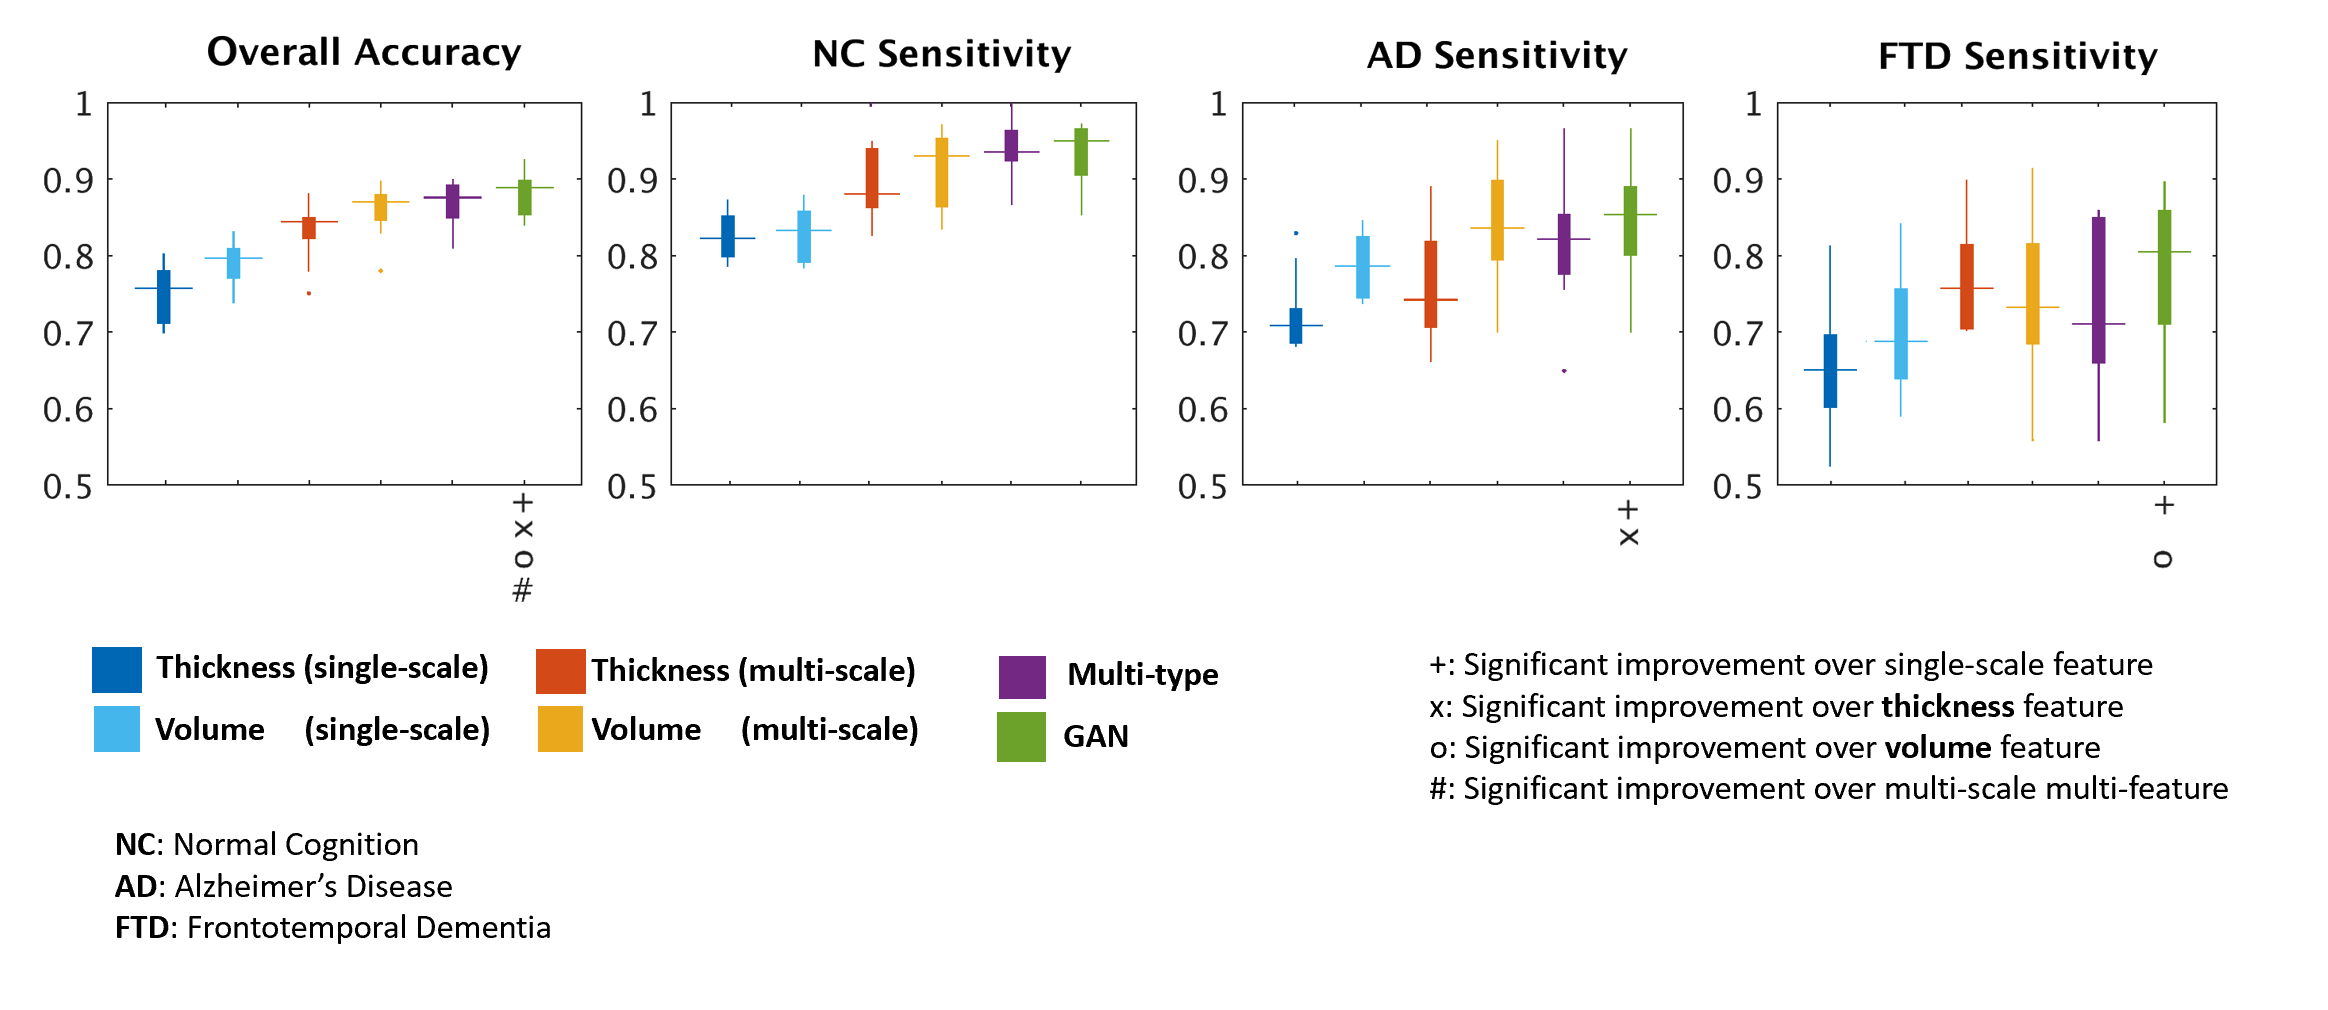 Overall Accuracy
1
0.9
0.8
0.7
0.6
0.5
# o x +
NC Sensitivity
1
0.9
0.8
0.7
0.6
0.5
AD Sensitivity
1
0.9
0.8
0.7
0.6
0.5
x +
FTD Sensitivity
1
0.9
0.8
0.7
0.6
0.5
o +
Thickness (single-scale)
Volume (single-scale)
Thickness (multi-scale)
Volume (multi-scale)
Multi-type
GAN
+: Significant improvement over single-scale feature
x: Significant improvement over thickness feature
o: Significant improvement over volume feature
#: Significant improvement over multi-scale multi-feature
NC: Normal Cognition
AD: Alzheimer’s Disease
FTD: Frontotemporal Dementia